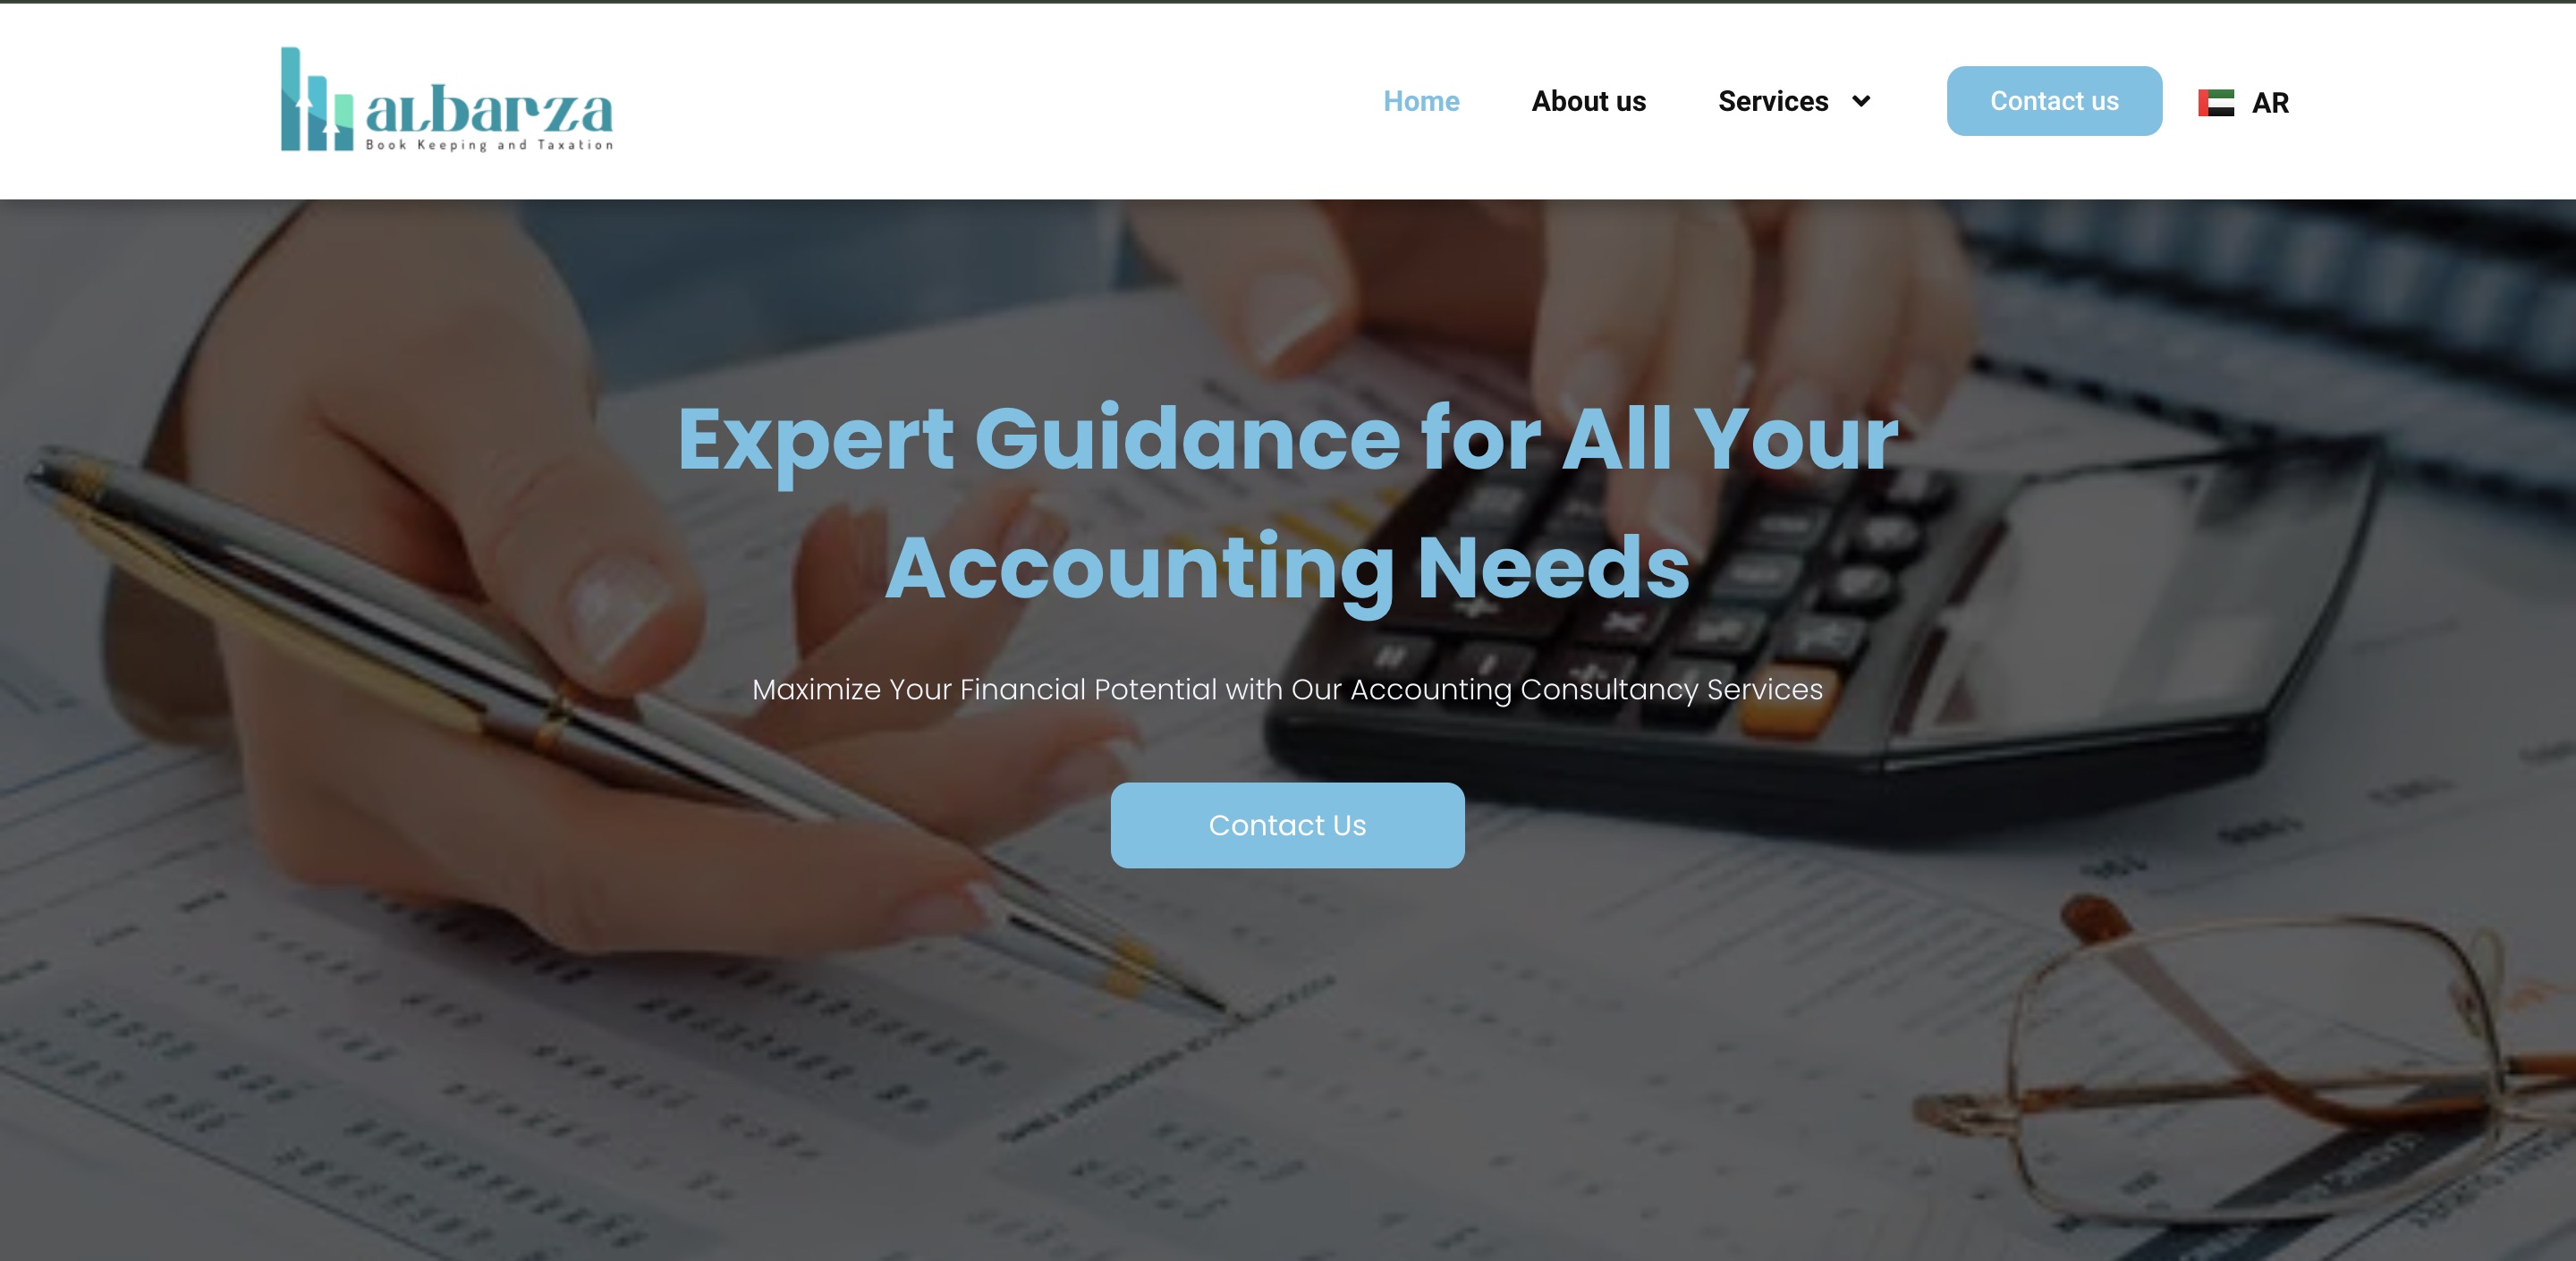 albarza
Book Keeping and Taxation
Home
About us
Services
Contact us
AR
Expert Guidance for All Your
Accounting Needs
Maximize Your Financial Potential with Our Accounting Consultancy Services
Contact Us